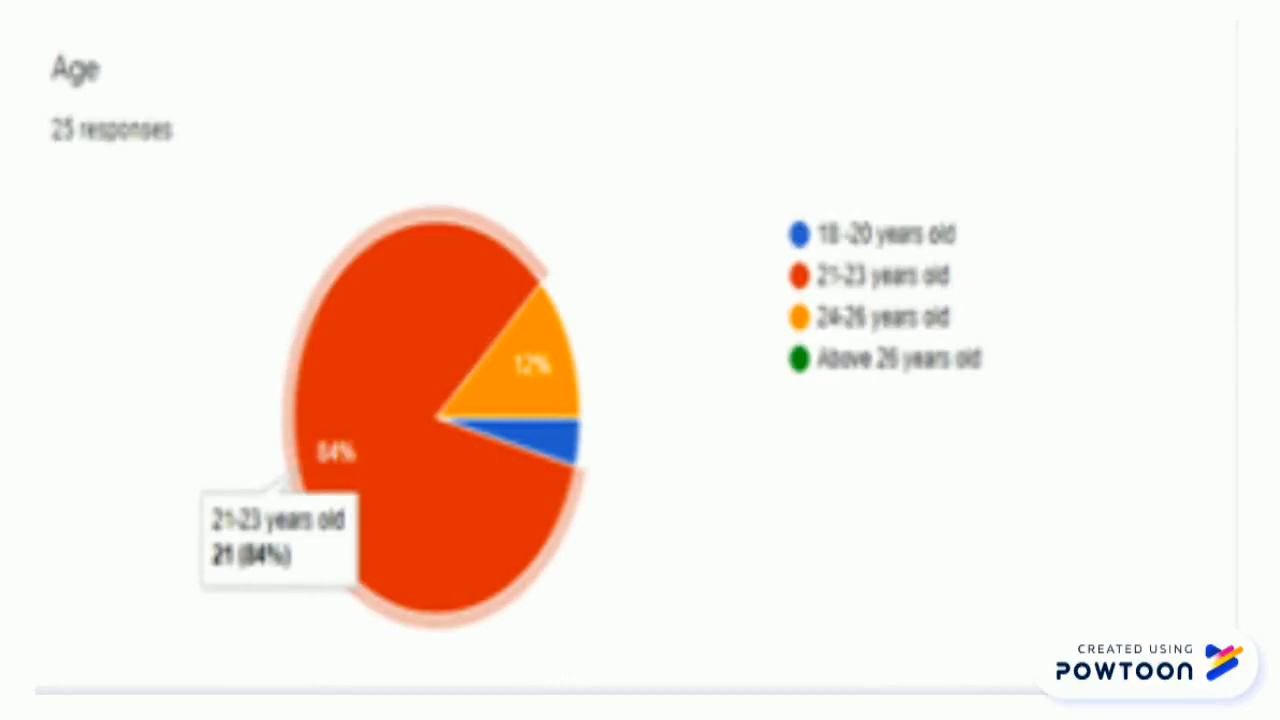 Age
25 responses
18 -20 years old
21-23 years old
24-26 years old
Above 26 years old
12%
84%
21-23 years old
21 (84%)
CREATED USING
POWTOON